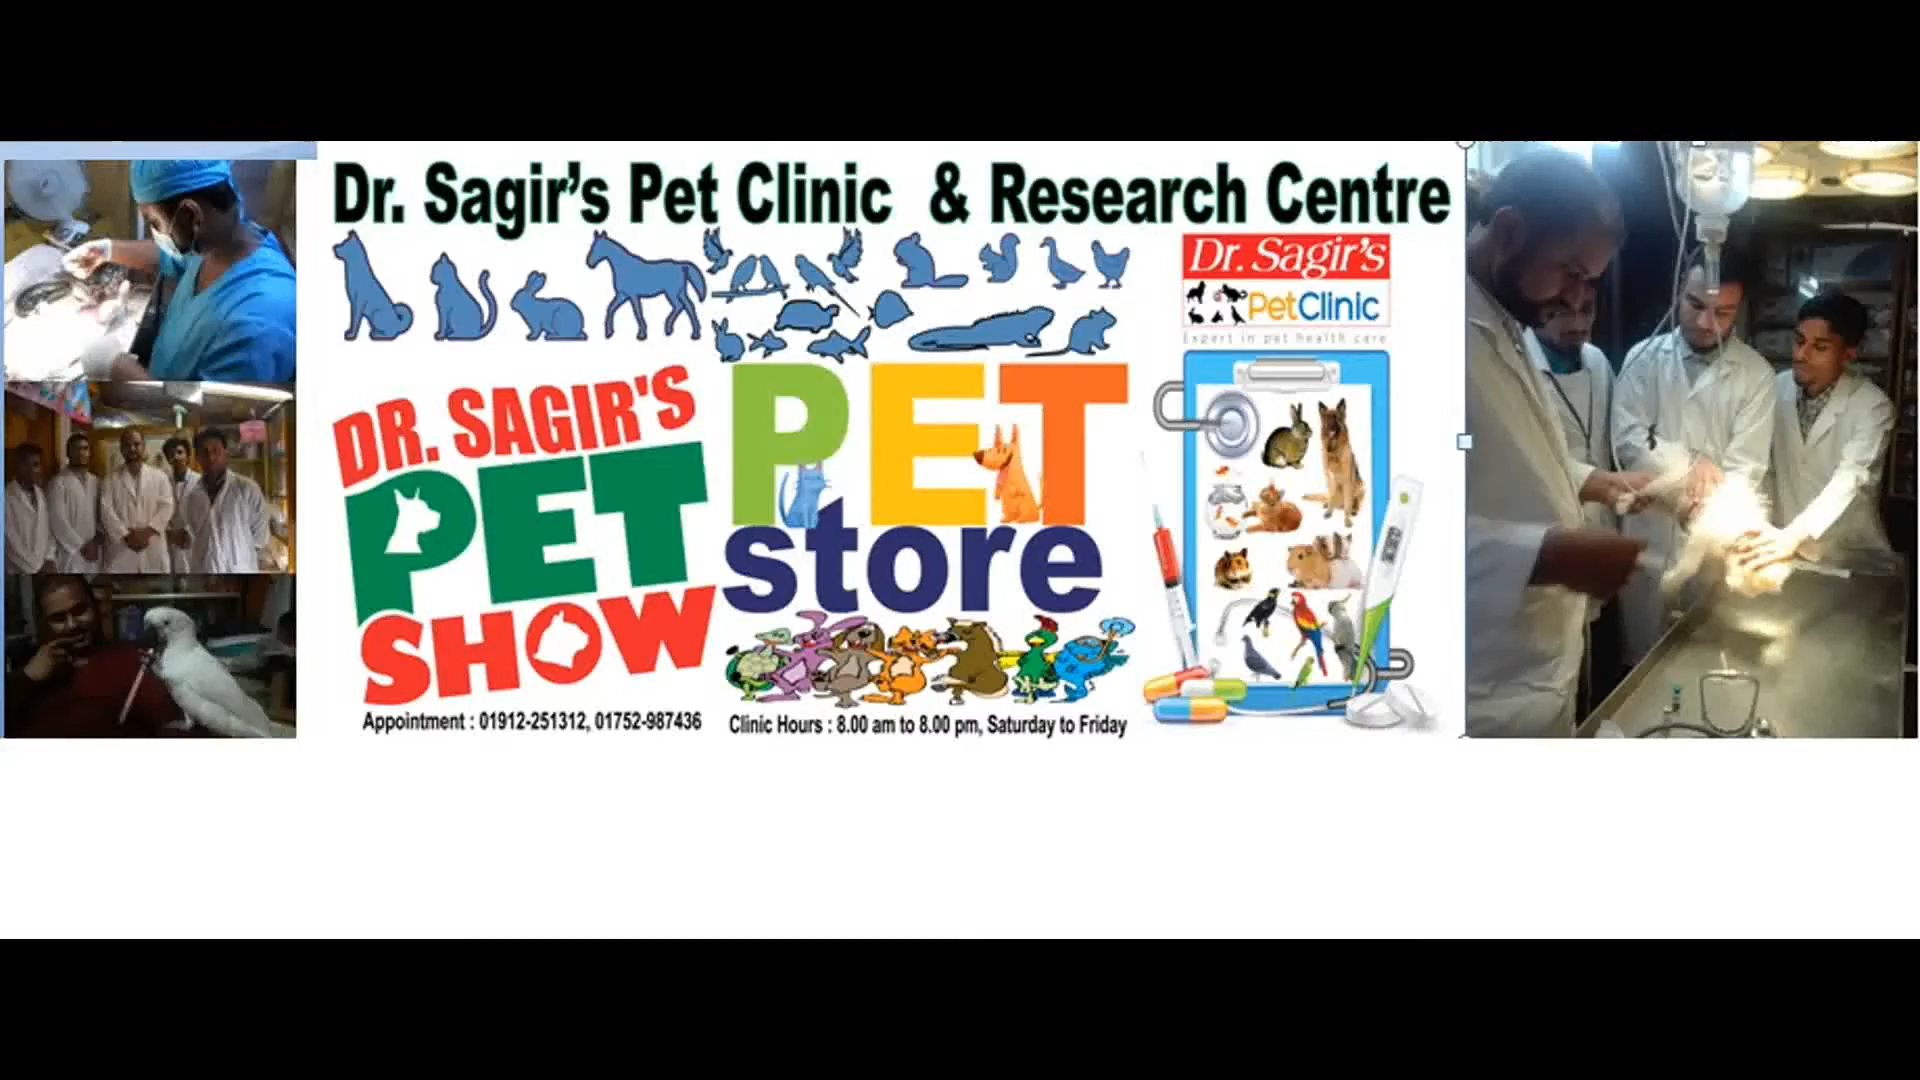 Dr. Sagir's Pet Clinic & Research Centre
Dr. Sagir's
PetClinic
Expert in pet health care
DR. SAGIR'S
PET
SHOW
PET
store
Appointment : 01912-251312, 01752-987436
Clinic Hours : 8.00 am to 8.00 pm, Saturday to Friday